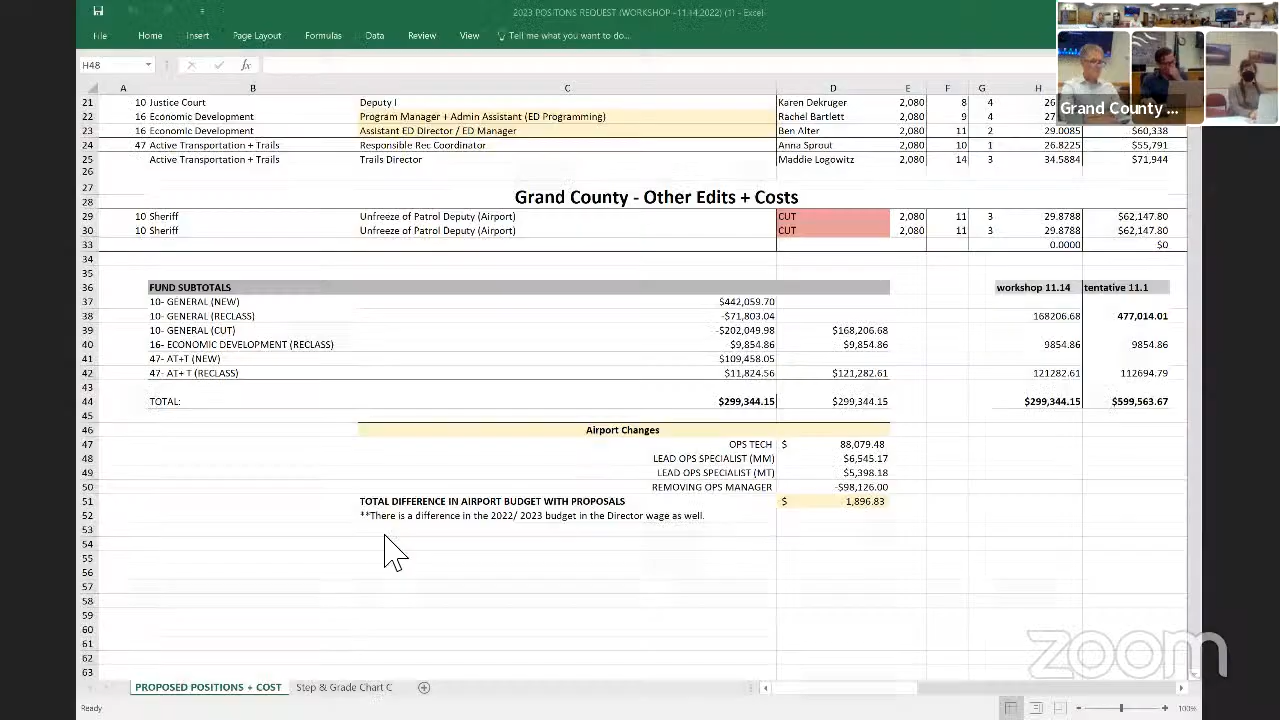 2023 POSITONS REQUEST (WORKSHOP -11.14.2022) (1) - Excel
File Home Insert Page Layout Formulas Data Review View Tell me what you want to do...
H48 fx
A B C D E F G H
21 10 Justice Court Deputy I Karen Dekruger 2,080 8 4 26
22 16 Economic Development t (ED Programming) Rachel Bartlett 2,080 9 4 27
23 16 Economic Development Assistant ED Director / ED Manager Ben Alter 2,080 11 2 29.0085 $60,338
24 47 Active Transportation + Trails Responsible Rec Coordinator Anna Sprout 2,080 10 1 26.8225 $55,791
25 Active Transportation + Trails Trails Director Maddie Logowitz 2,080 14 3 34.5884 $71,944
26
27
28 Grand County - Other Edits + Costs
29 10 Sheriff Unfreeze of Patrol Deputy (Airport) CUT 2,080 11 3 29.8788 $62,147.80
30 10 Sheriff Unfreeze of Patrol Deputy (Airport) CUT 2,080 11 3 29.8788 $62,147.80
33 0.0000 $0
34
35
36 FUND SUBTOTALS workshop 11.14 tentative 11.1
37 10- GENERAL (NEW) $442,059.70
38 10- GENERAL (RECLASS) -$71,803.04 168206.68 477,014.01
39 10- GENERAL (CUT) -$202,049.98 $168,206.68
40 16- ECONOMIC DEVELOPMENT (RECLASS) $9,854.86 $9,854.86 9854.86 9854.86
41 47- AT+T (NEW) $109,458.05
42 47- AT+ T (RECLASS) $11,824.56 $121,282.61 121282.61 112694.79
43
44 TOTAL: $299,344.15 $299,344.15 $299,344.15 $599,563.67
45
46 Airport Changes
47 OPS TECH $ 88,079.48
48 LEAD OPS SPECIALIST (MM) $6,545.17
49 LEAD OPS SPECIALIST (MT) $5,398.18
50 REMOVING OPS MANAGER -$98,126.00
51 TOTAL DIFFERENCE IN AIRPORT BUDGET WITH PROPOSALS $ 1,896.83
52 **There is a difference in the 2022/ 2023 budget in the Director wage as well.
53
54
55
56
57
58
59
60
61
62
63
PROPOSED POSITIONS + COST Step & Grade Chart
Ready 100%
Grand County ...
zoom